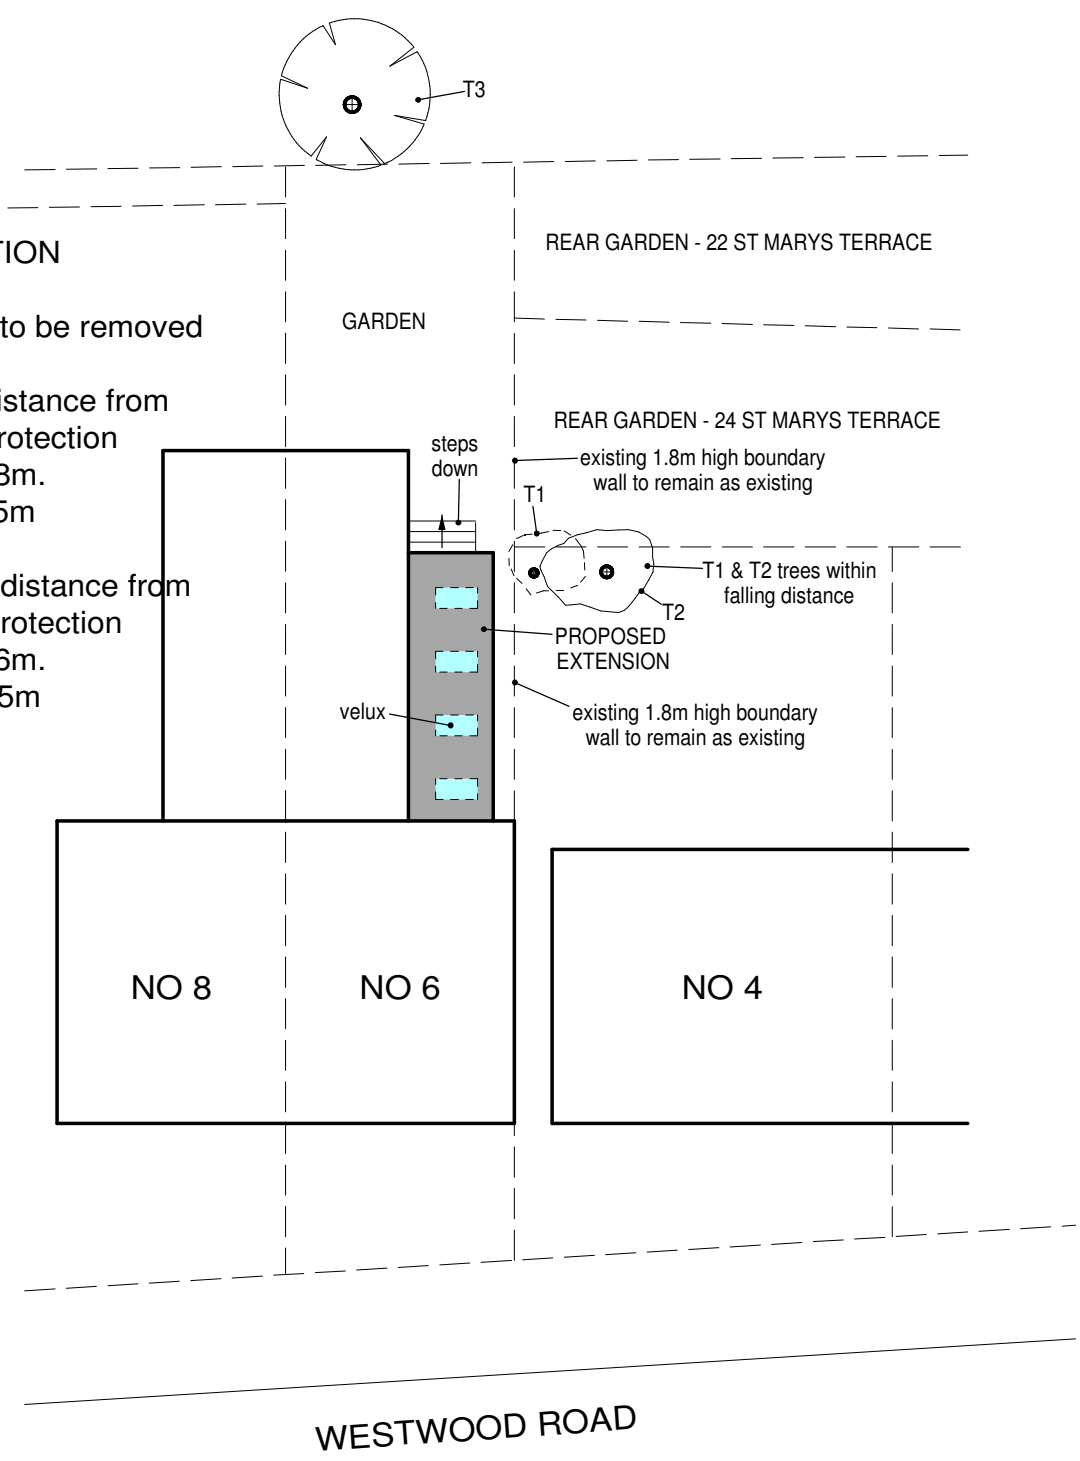 T3
REAR GARDEN - 22 ST MARYS TERRACE
TION
to be removed
GARDEN
istance from
rotection
8m.
5m
distance from
rotection
6m.
5m
REAR GARDEN - 24 ST MARYS TERRACE
steps
down
existing 1.8m high boundary
wall to remain as existing
T1
T1 & T2 trees within
falling distance
T2
PROPOSED
EXTENSION
velux
existing 1.8m high boundary
wall to remain as existing
NO 8
NO 6
NO 4
WESTWOOD ROAD